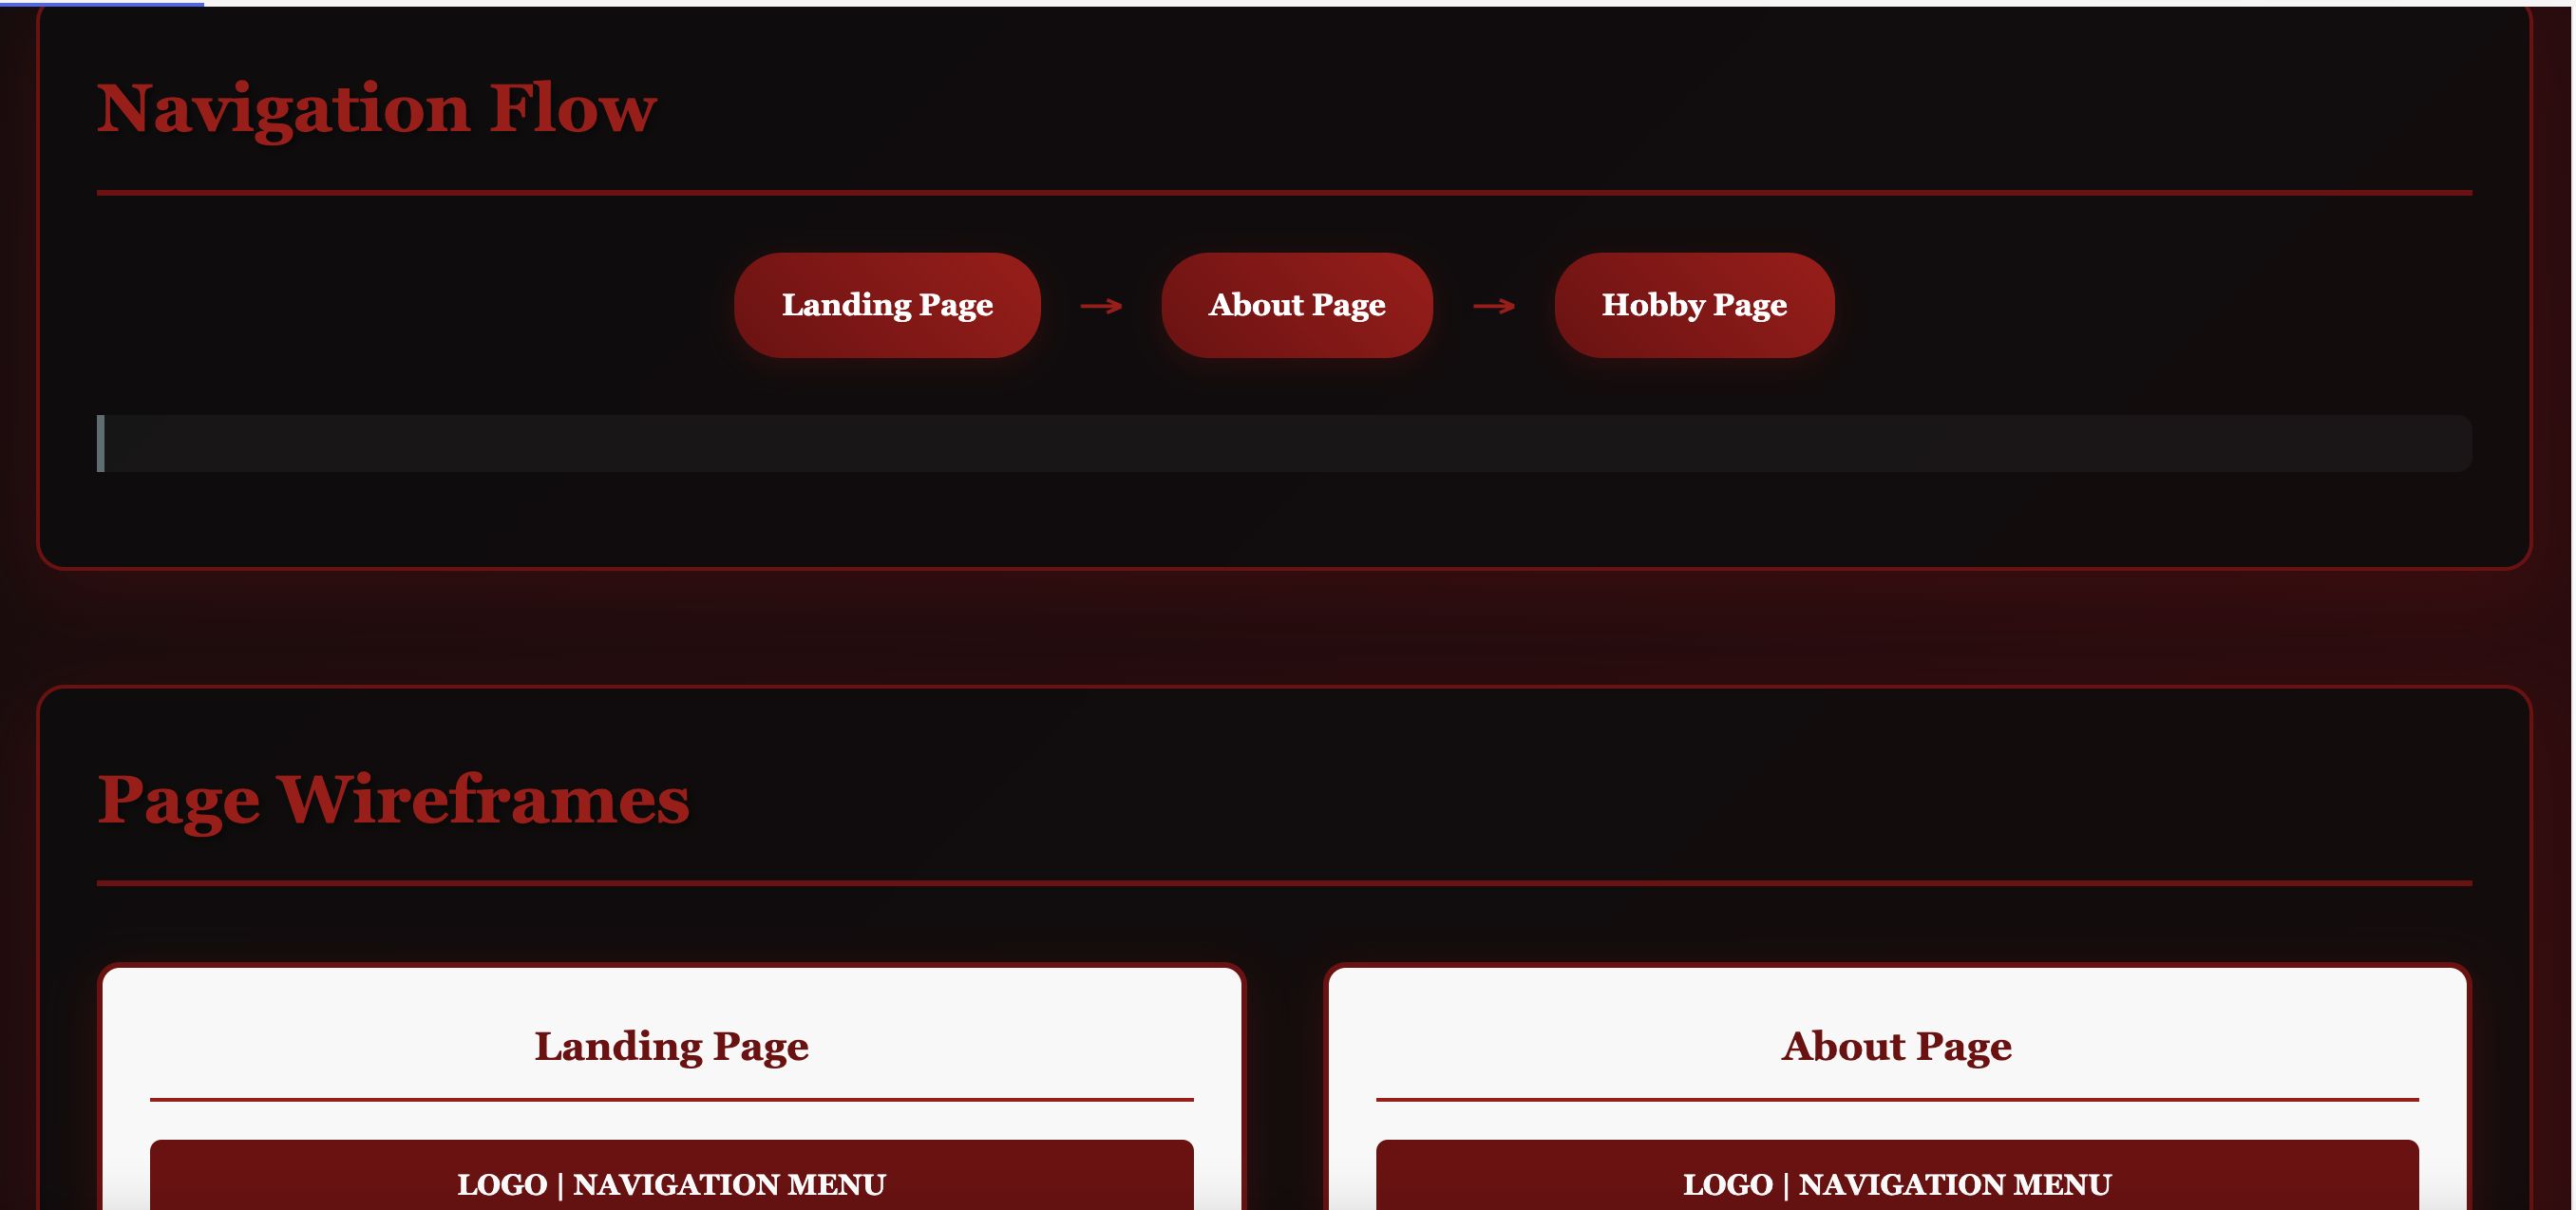 Navigation Flow
Landing Page → About Page → Hobby Page
Page Wireframes
Landing Page
LOGO | NAVIGATION MENU
About Page
LOGO | NAVIGATION MENU